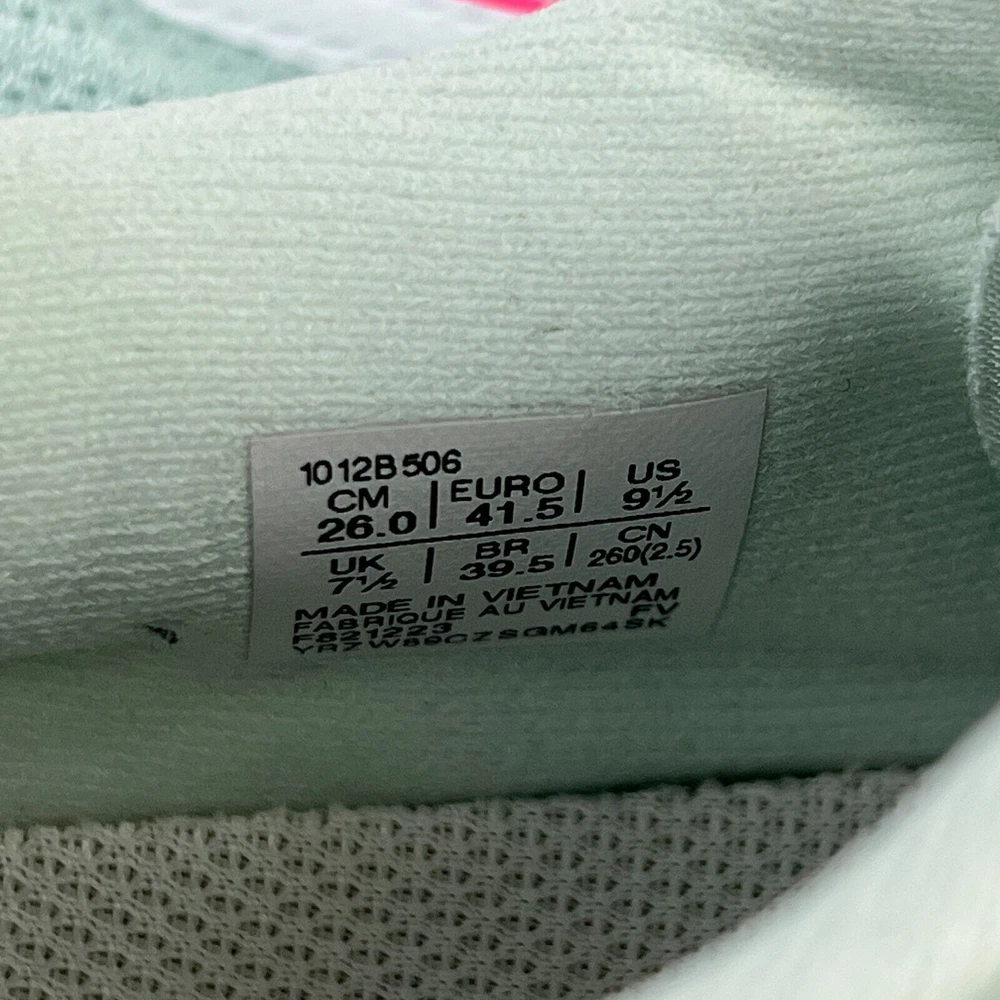 1012B506
CM | EURO | US
26.0 | 41.5 | 9½
UK | BR | CN
7½ | 39.5 | 260(2.5)
MADE IN VIETNAM
FABRIQUE AU VIETNAM
F821223 FV